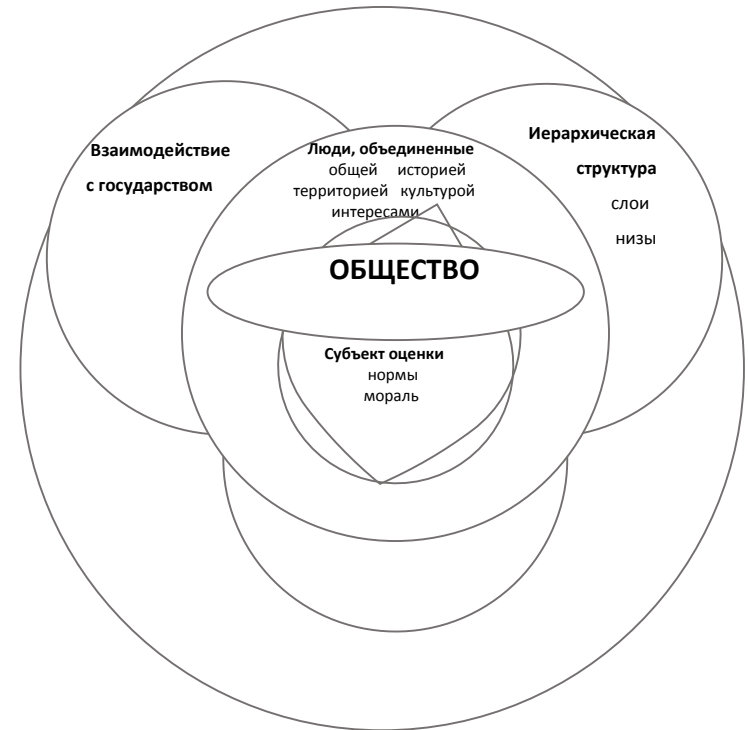 Взаимодействие
с государством
Люди, объединенные
общей историей
территорией культурой
интересами
Иерархическая
структура
слои
низы
ОБЩЕСТВО
Субъект оценки
нормы
мораль